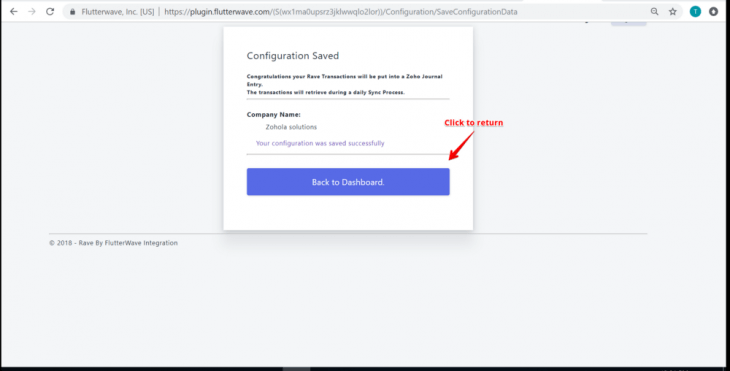 Flutterwave, Inc. [US] | https://plugin.flutterwave.com/(S(wx1ma0upsrz3jklwwqlo2lor))/Configuration/SaveConfigurationData
T
Configuration Saved
Congratulations your Rave Transactions will be put into a Zoho Journal
Entry.
The transactions will retrieve during a daily Sync Process.
Company Name:
Zohola solutions
Click to return
Your configuration was saved successfully
Back to Dashboard.
© 2018 - Rave By FlutterWave Integration